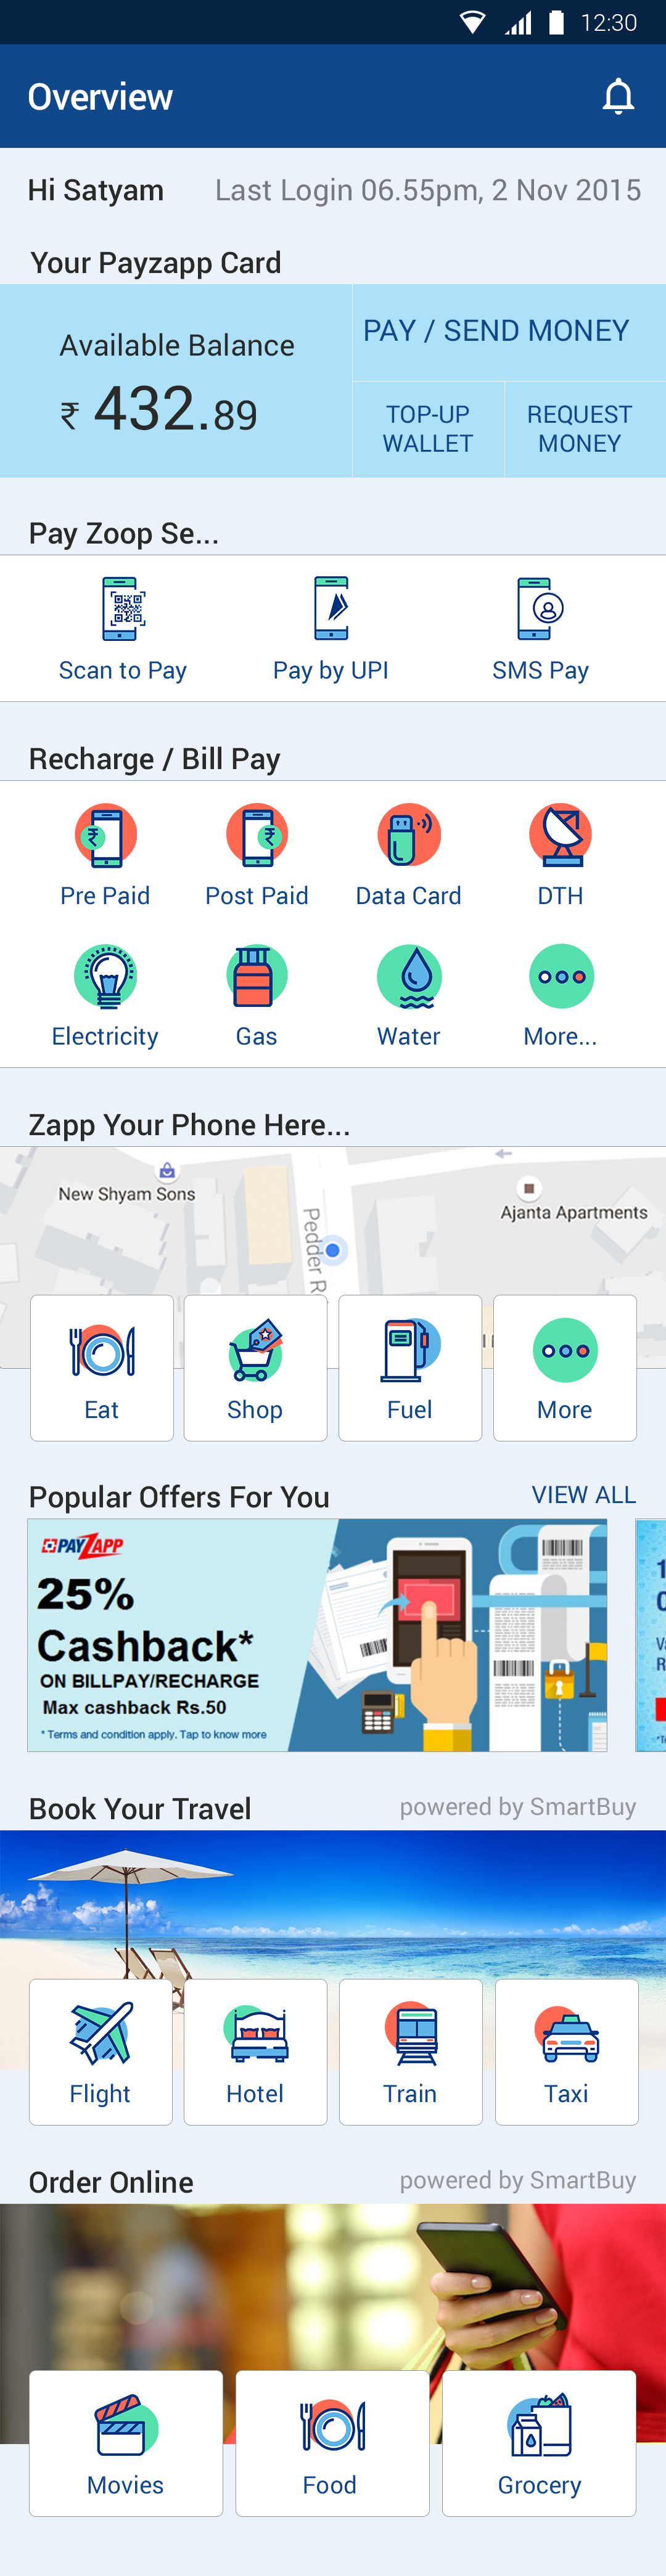 12:30
Overview
Hi Satyam
Last Login 06.55pm, 2 Nov 2015
Your Payzapp Card
Available Balance
₹ 432.89
PAY / SEND MONEY
TOP-UP
WALLET
REQUEST
MONEY
Pay Zoop Se...
Scan to Pay
Pay by UPI
SMS Pay
Recharge / Bill Pay
Pre Paid
Post Paid
Data Card
DTH
Electricity
Gas
Water
More...
Zapp Your Phone Here...
New Shyam Sons
Pedder R
Ajanta Apartments
Eat
Shop
Fuel
More
Popular Offers For You
VIEW ALL
PAYZAPP
25%
Cashback*
ON BILLPAY/RECHARGE
Max cashback Rs.50
* Terms and condition apply. Tap to know more
Book Your Travel
powered by SmartBuy
Flight
Hotel
Train
Taxi
Order Online
powered by SmartBuy
Movies
Food
Grocery